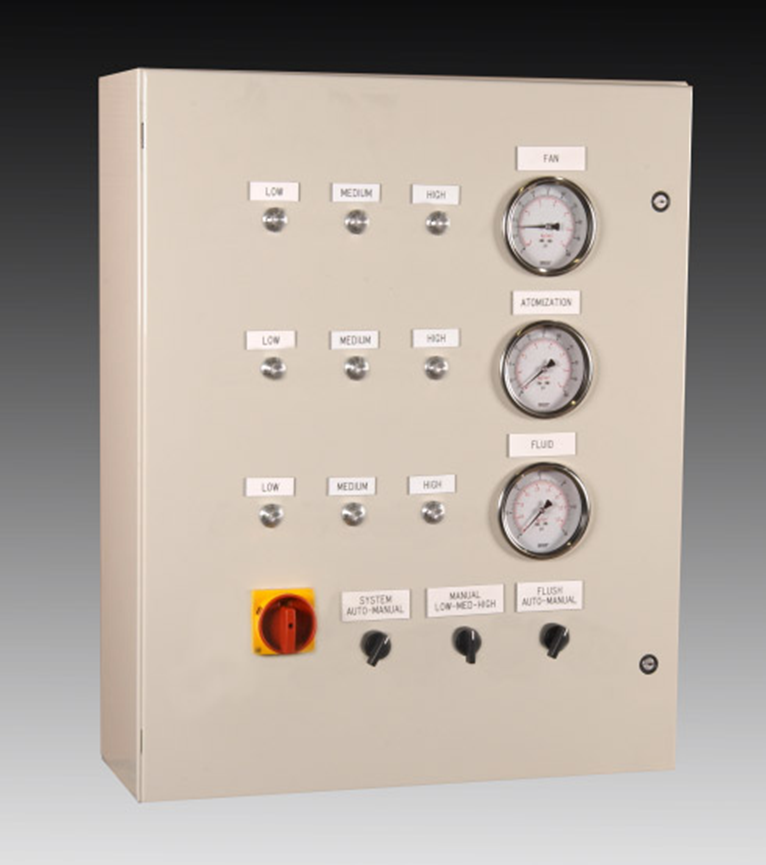 FAN
LOW MEDIUM HIGH
ATOMIZATION
LOW MEDIUM HIGH
FLUID
LOW MEDIUM HIGH
SYSTEM
AUTO-MANUAL
MANUAL
LOW-MED-HIGH
FLUSH
AUTO-MANUAL